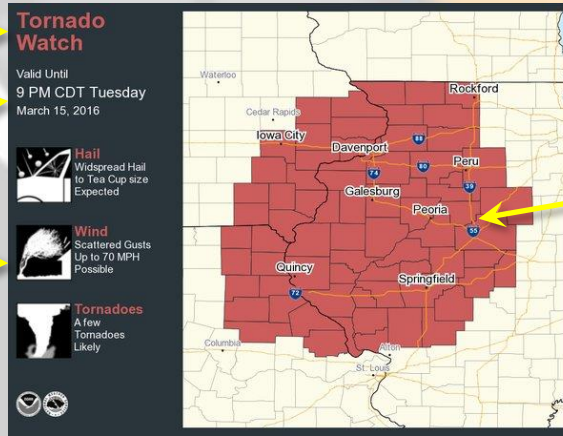 Tornado
Watch
Valid Until
9 PM CDT Tuesday
March 15, 2016
Hail
Widspread Hail
to Tea Cup size
Expected
Wind
Scattered Gusts
Up to 70 MPH
Possible
Tornadoes
A few
Tornadoes
Likely
Waterloo
Rockford
Cedar Rapids
Iowa City
88
Davenport
80
Peru
74
39
Galesburg
Peoria
55
Quincy
Springfield
72
Columbia
Alton
St. Louis